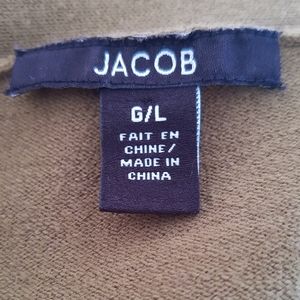 JACOB
G/L
FAIT EN
CHINE/
MADE IN
CHINA